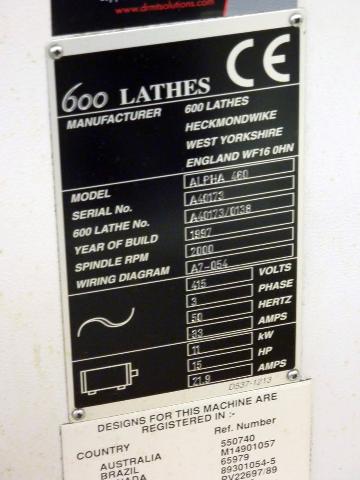 www.drmtsolutions.com
600 LATHES CE
MANUFACTURER 600 LATHES
HECKMONDWIKE
WEST YORKSHIRE
ENGLAND WF16 0HN
MODEL ALPHA 460
SERIAL No. A40173
600 LATHE No. A40173/0138
YEAR OF BUILD 1997
SPINDLE RPM 2000
WIRING DIAGRAM A7-054
415 VOLTS
3 PHASE
50 HERTZ
33 AMPS
11 kW
15 HP
21.9 AMPS
DS37-1213
DESIGNS FOR THIS MACHINE ARE
REGISTERED IN :-
COUNTRY Ref. Number
550740
AUSTRALIA M14901057
BRAZIL 65979
89301054-5
RV22697/89